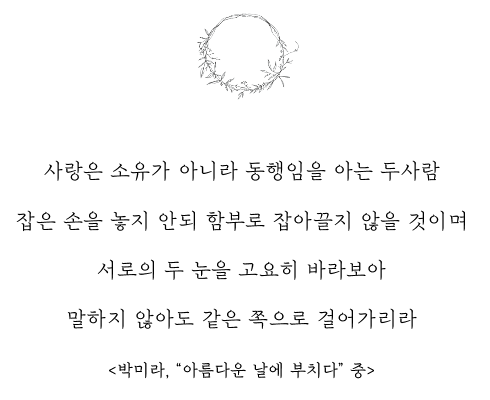 사랑은 소유가 아니라 동행임을 아는 두사람
잡은 손을 놓지 안되 함부로 잡아끌지 않을 것이며
서로의 두 눈을 고요히 바라보아
말하지 않아도 같은 쪽으로 걸어가리라
<박미라, “아름다운 날에 부치다” 중>